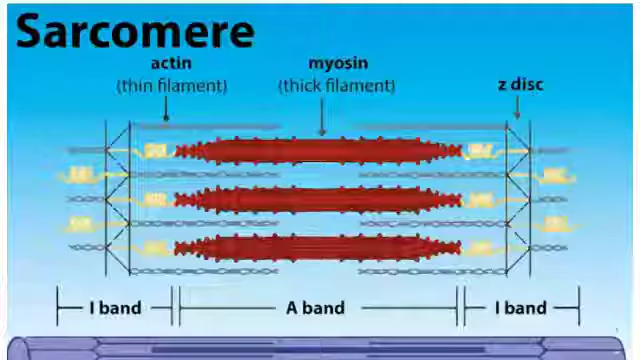 Sarcomere
actin
(thin filament)
myosin
(thick filament)
z disc
I band
A band
I band